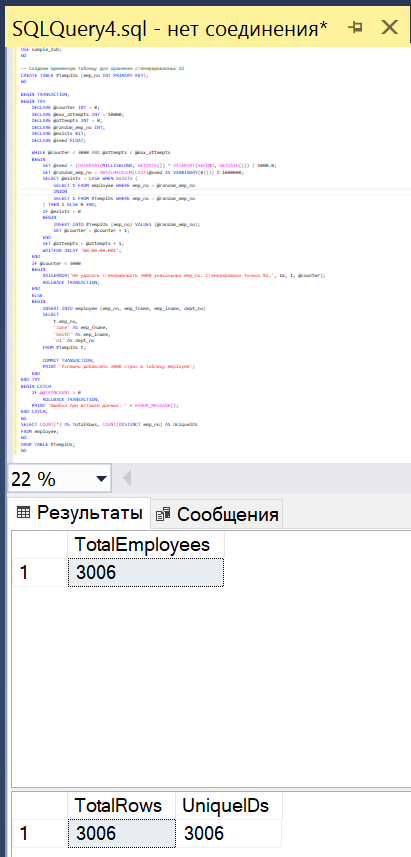 SQLQuery4.sql - нет соединения*
USE sample_Zub;
GO
-- Создаем временную таблицу для хранения сгенерированных ID
CREATE TABLE #TempIDs (emp_no INT PRIMARY KEY);
GO
BEGIN TRANSACTION;
BEGIN TRY
DECLARE @counter INT = 0;
DECLARE @max_attempts INT = 10000;
DECLARE @attempts INT = 0;
DECLARE @random_emp_no INT;
DECLARE @exists BIT;
DECLARE @seed FLOAT;
WHILE @counter < 3000 AND @attempts < @max_attempts
BEGIN
SET @seed = (DATEPART(MILLISECOND, GETDATE()) * DATEPART(SECOND, GETDATE())) / 1000.0;
SET @random_emp_no = ABS(CHECKSUM(CAST(@seed AS VARBINARY(8)))) % 1000000;
SELECT @exists = CASE WHEN EXISTS (
SELECT 1 FROM employee WHERE emp_no = @random_emp_no
UNION
SELECT 1 FROM #TempIDs WHERE emp_no = @random_emp_no
) THEN 1 ELSE 0 END;
IF @exists = 0
BEGIN
INSERT INTO #TempIDs (emp_no) VALUES (@random_emp_no);
SET @counter = @counter + 1;
END
SET @attempts = @attempts + 1;
WAITFOR DELAY '00:00:00.001';
END
IF @counter < 3000
BEGIN
RAISERROR('Не удалось сгенерировать 3000 уникальных emp_no. Сгенерировано только %d.', 16, 1, @counter);
ROLLBACK TRANSACTION;
END
ELSE
BEGIN
INSERT INTO employee (emp_no, emp_fname, emp_lname, dept_no)
SELECT
t.emp_no,
'Jane' AS emp_fname,
'Smith' AS emp_lname,
'd1' AS dept_no
FROM #TempIDs t;
COMMIT TRANSACTION;
PRINT 'Успешно добавлено 3000 строк в таблицу employee';
END
END TRY
BEGIN CATCH
IF @@TRANCOUNT > 0
ROLLBACK TRANSACTION;
PRINT 'Ошибка при вставке данных: ' + ERROR_MESSAGE();
END CATCH;
GO
SELECT COUNT(*) AS TotalRows, COUNT(DISTINCT emp_no) AS UniqueIDs
FROM employee;
GO
DROP TABLE #TempIDs;
GO
22 %
Результаты Сообщения
TotalEmployees
1 3006
TotalRows UniqueIDs
1 3006 3006